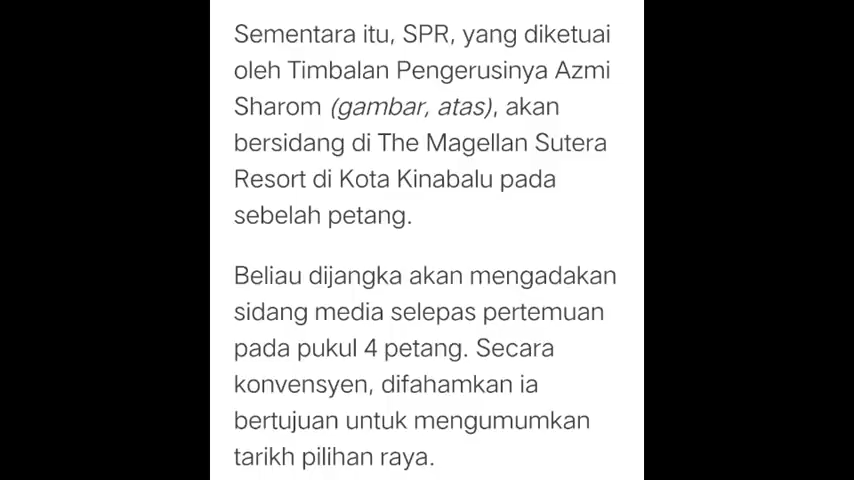 Sementara itu, SPR, yang diketuai
oleh Timbalan Pengerusinya Azmi
Sharom (gambar, atas), akan
bersidang di The Magellan Sutera
Resort di Kota Kinabalu pada
sebelah petang.
Beliau dijangka akan mengadakan
sidang media selepas pertemuan
pada pukul 4 petang. Secara
konvensyen, difahamkan ia
bertujuan untuk mengumumkan
tarikh pilihan raya.